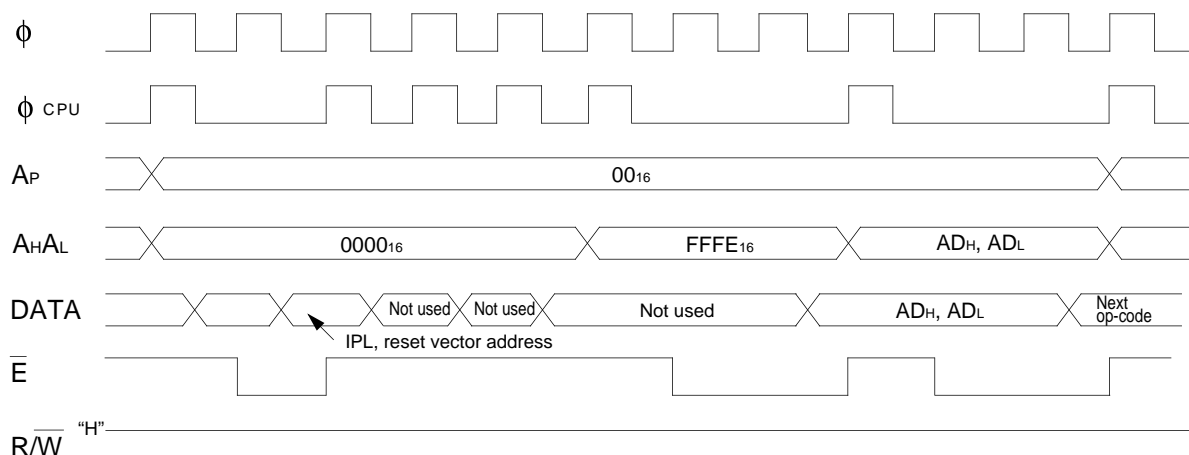 ϕ
ϕ CPU
AP
0016
AHAL
000016
FFFE16
ADH, ADL
DATA
Not used
Not used
Not used
ADH, ADL
Next
op-code
IPL, reset vector address
E̅
R/W̅
“H”